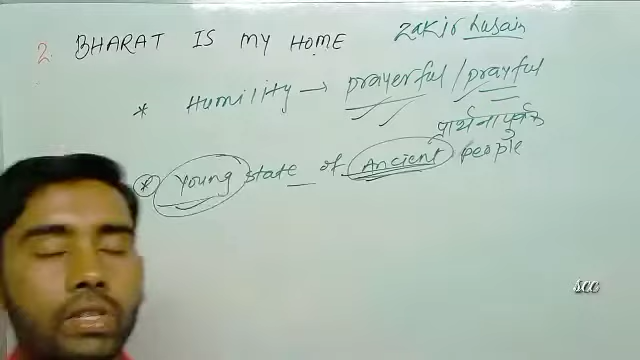 2. BHARAT IS MY HOME Zakir husain
* Humility → prayerful / prayful
प्रार्थनापुर्वक
* Young state of Ancient people
scc